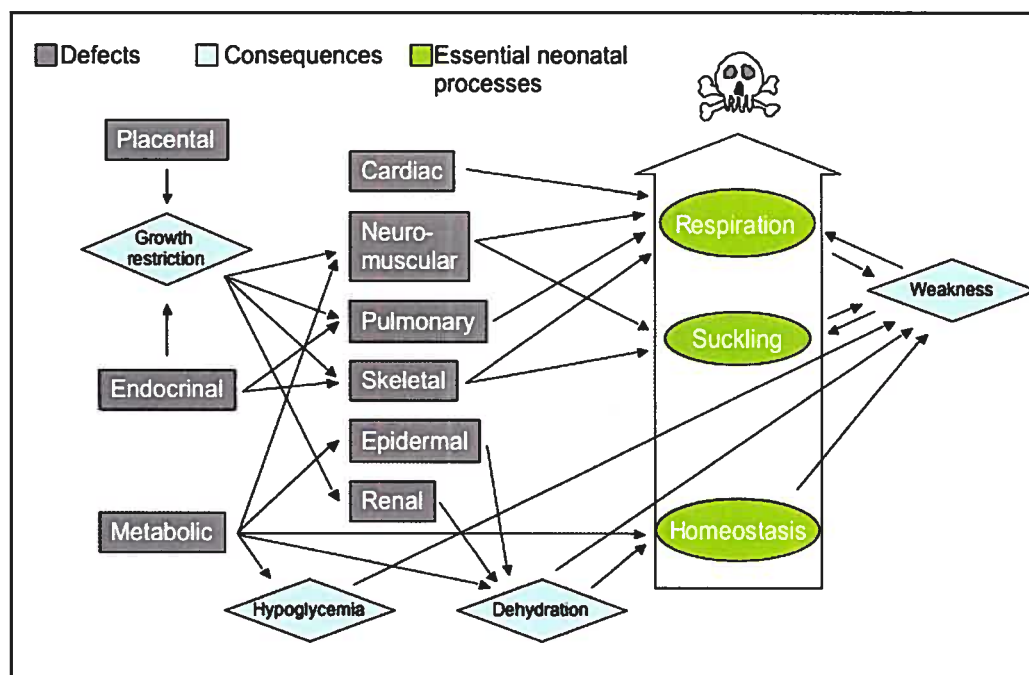 Defects
Consequences
Essential neonatal
processes
Placental
Cardiac
Growth
restriction
Neuro-
muscular
Respiration
Weakness
Pulmonary
Suckling
Endocrinal
Skeletal
Epidermal
Renal
Metabolic
Homeostasis
Hypoglycemia
Dehydration